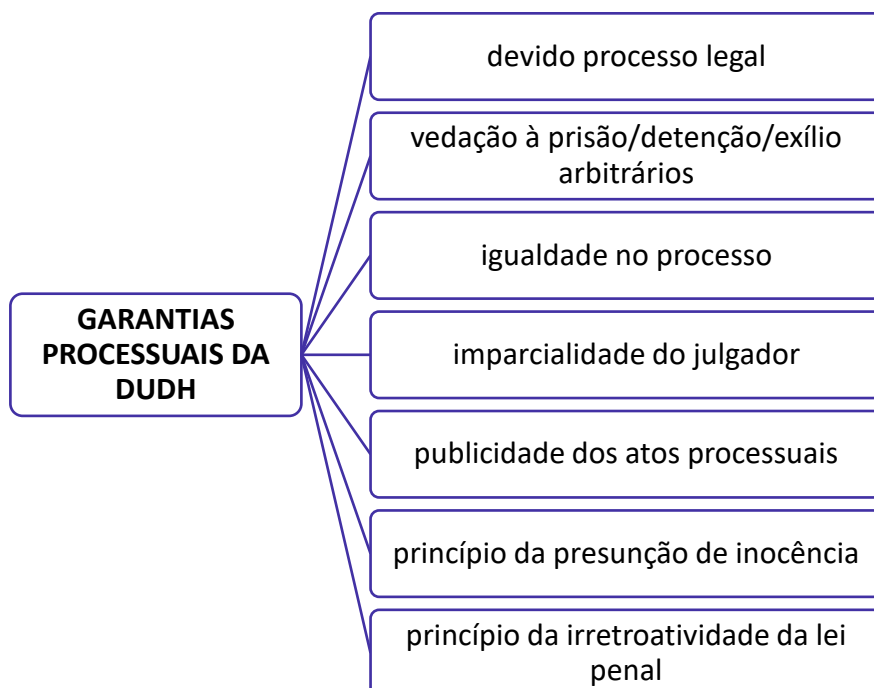 devido processo legal
vedação à prisão/detenção/exílio
arbitrários
igualdade no processo
GARANTIAS
PROCESSUAIS DA
DUDH
imparcialidade do julgador
publicidade dos atos processuais
princípio da presunção de inocência
princípio da irretroatividade da lei
penal